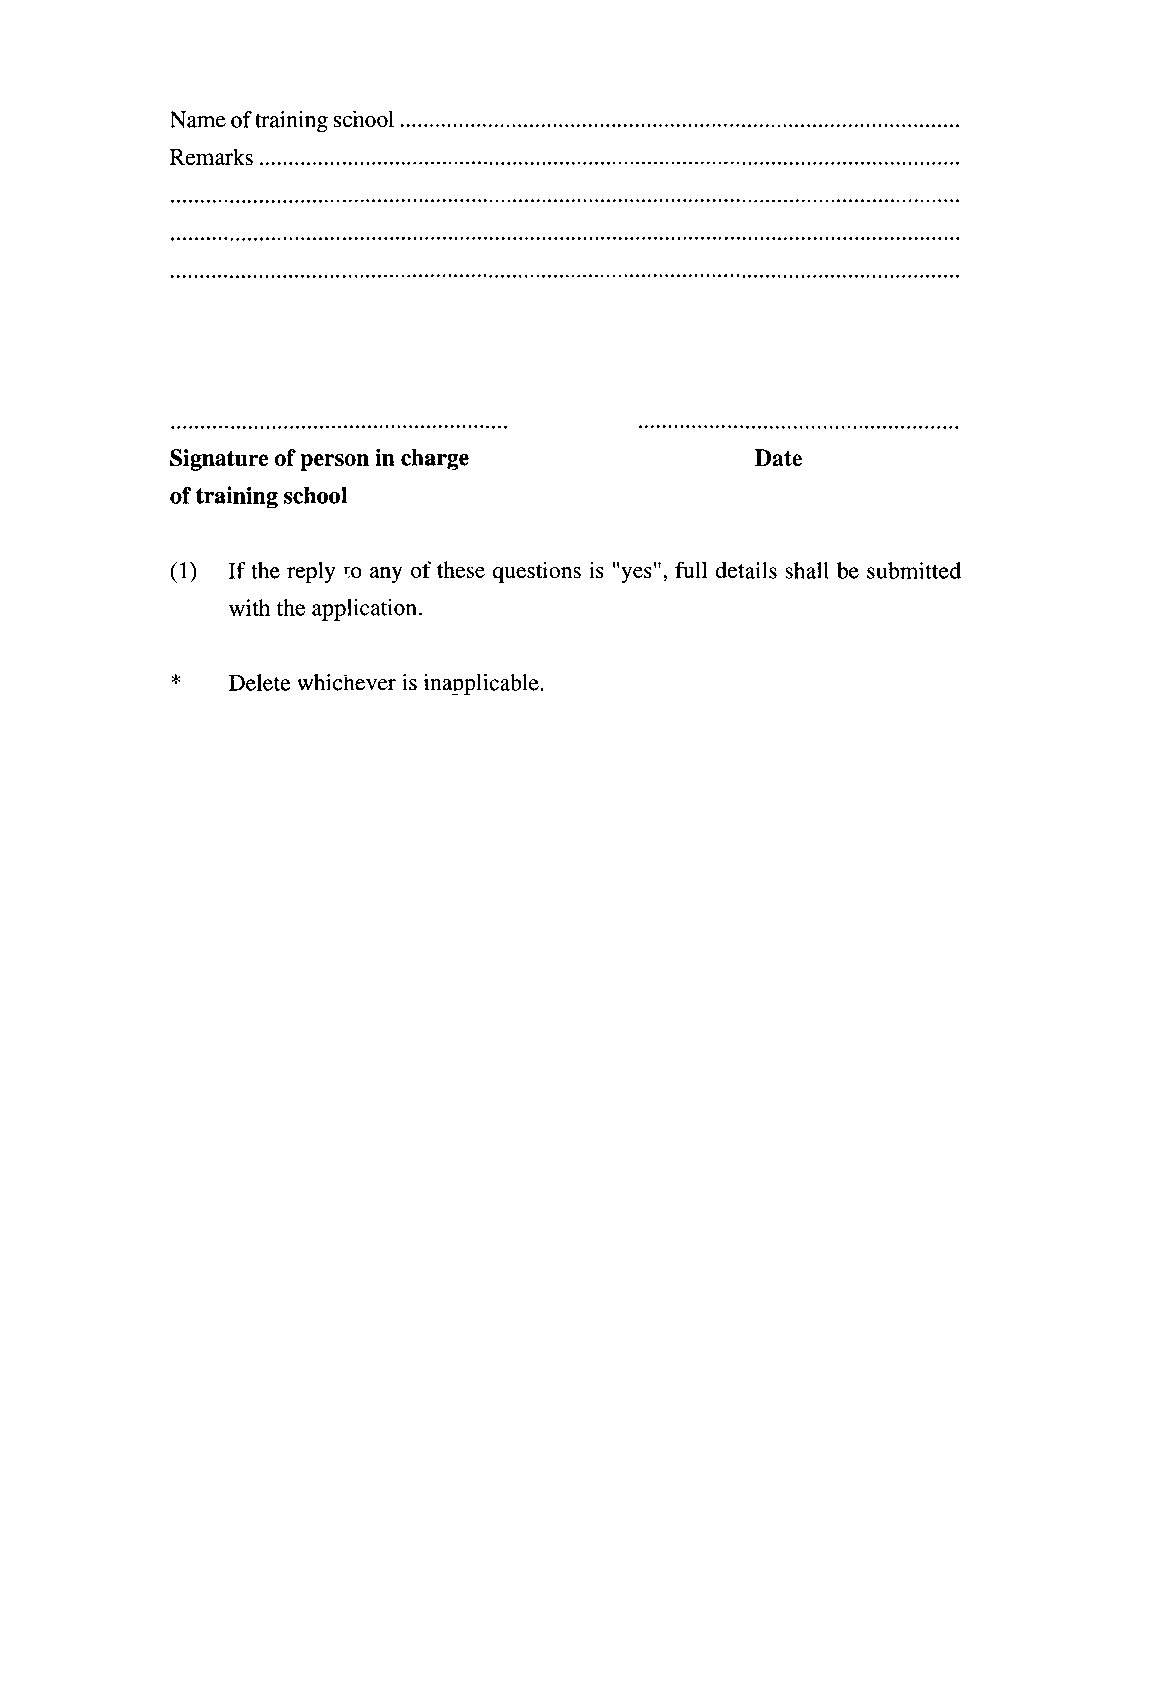 Name of training school ................................................................................................
Remarks ........................................................................................................................
.......................................................................................................................................
.......................................................................................................................................
.......................................................................................................................................
.......................................................... .......................................................
Signature of person in charge Date
of training school
(1) If the reply to any of these questions is "yes", full details shall be submitted
with the application.
* Delete whichever is inapplicable.